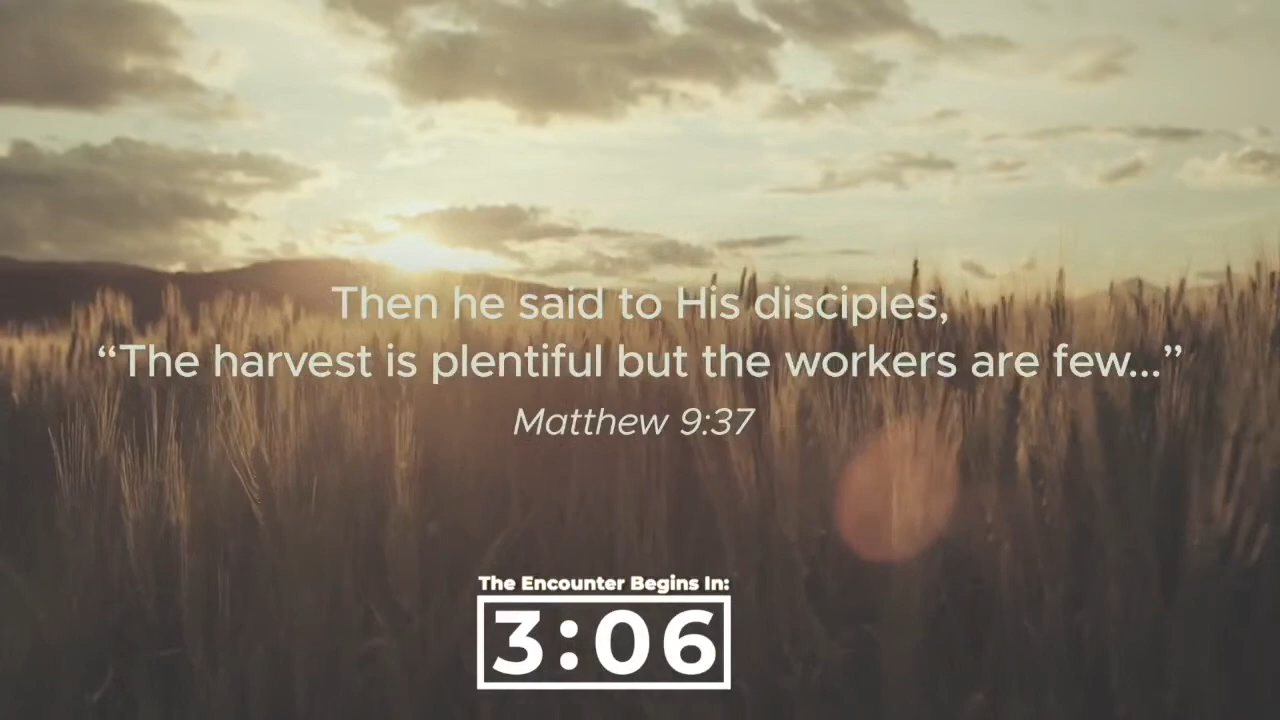 Then he said to His disciples,
“The harvest is plentiful but the workers are few...”
Matthew 9:37
The Encounter Begins In:
3:06